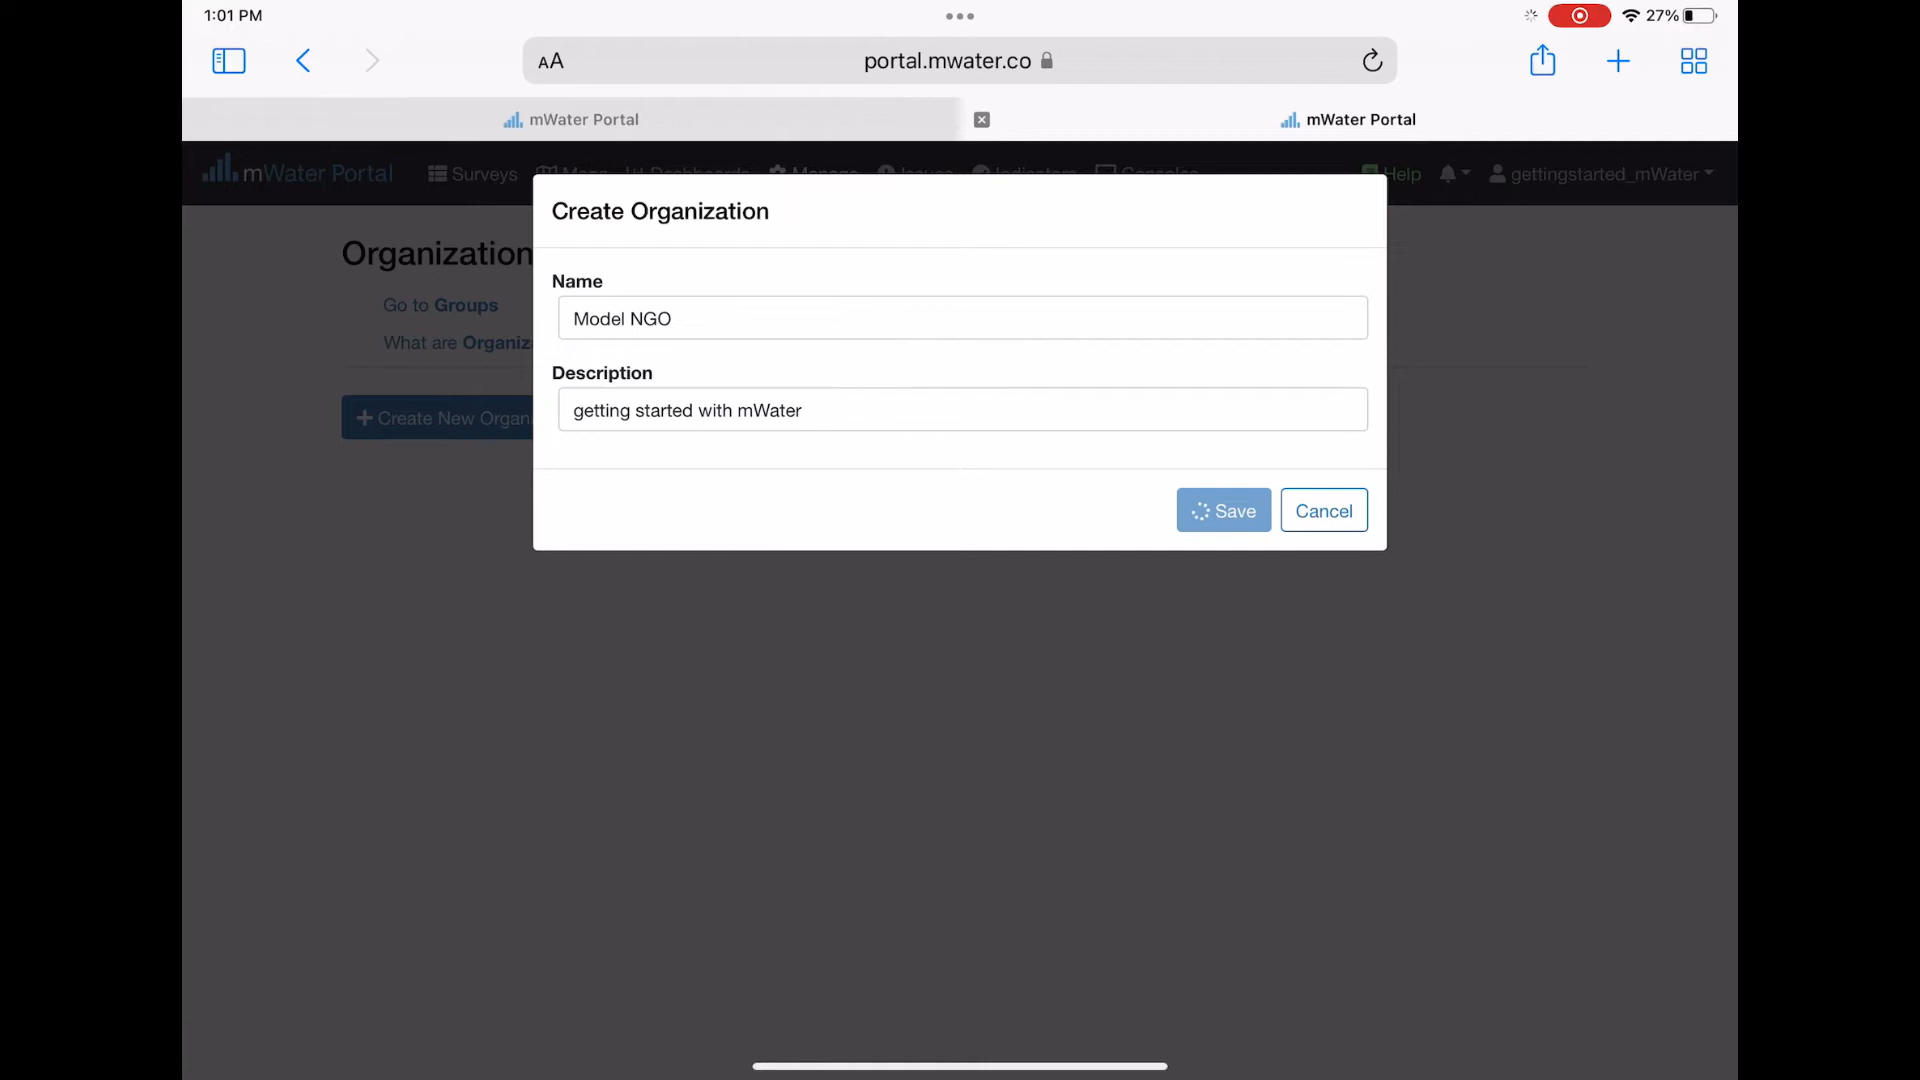 1:01 PM
27%
AA portal.mwater.co
mWater Portal
mWater Portal
mWater Portal Surveys Help gettingstarted_mWater
Create Organization
Organization
Name
Go to Groups
Model NGO
What are Organiz
Description
getting started with mWater
Create New Organi
Save Cancel